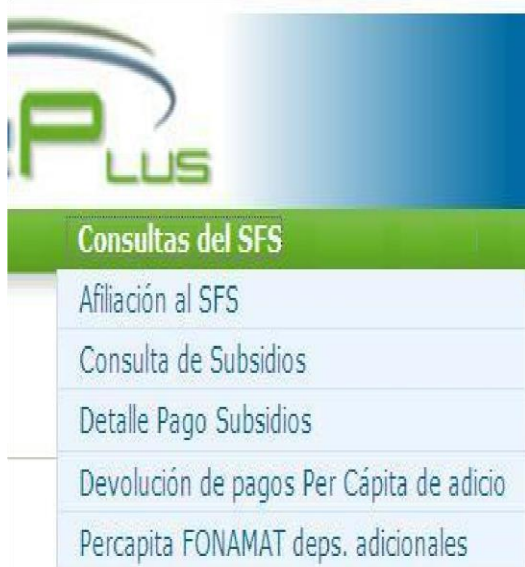 PLUS
Consultas del SFS
Afiliación al SFS
Consulta de Subsidios
Detalle Pago Subsidios
Devolución de pagos Per Cápita de adicio
Percapita FONAMAT deps. adicionales